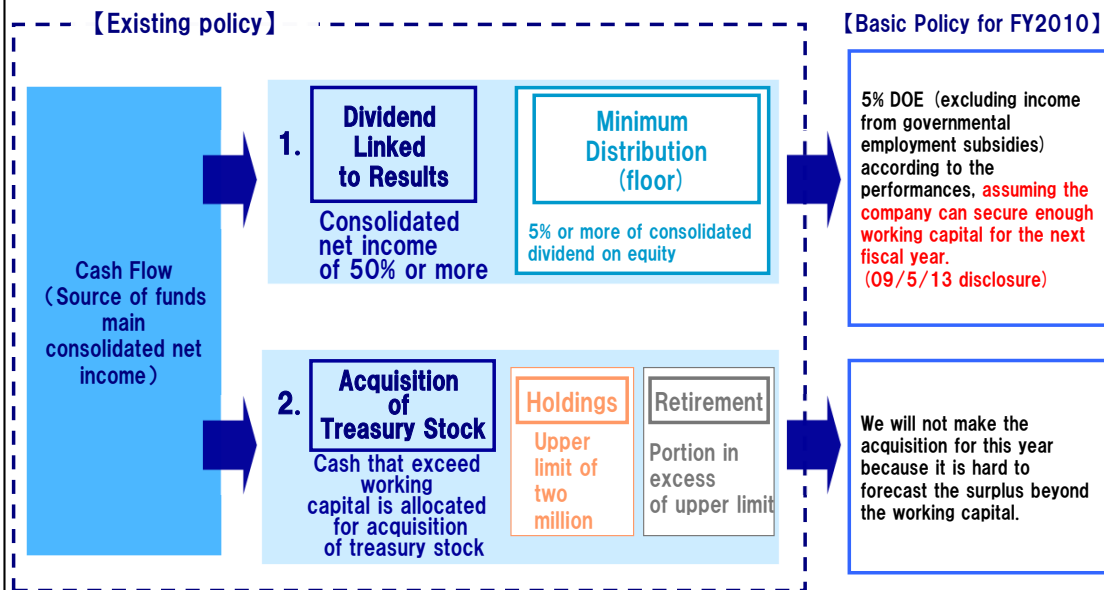 【Existing policy】
【Basic Policy for FY2010】
Cash Flow
(Source of funds
main
consolidated net
income)
1.
Dividend
Linked
to Results
Consolidated
net income
of 50% or more
Minimum
Distribution
(floor)
5% or more of consolidated
dividend on equity
5% DOE (excluding income
from governmental
employment subsidies)
according to the
performances, assuming the
company can secure enough
working capital for the next
fiscal year.
(09/5/13 disclosure)
2.
Acquisition
of
Treasury Stock
Cash that exceed
working
capital is allocated
for acquisition
of treasury stock
Holdings
Upper
limit of
two
million
Retirement
Portion in
excess
of upper limit
We will not make the
acquisition for this year
because it is hard to
forecast the surplus beyond
the working capital.